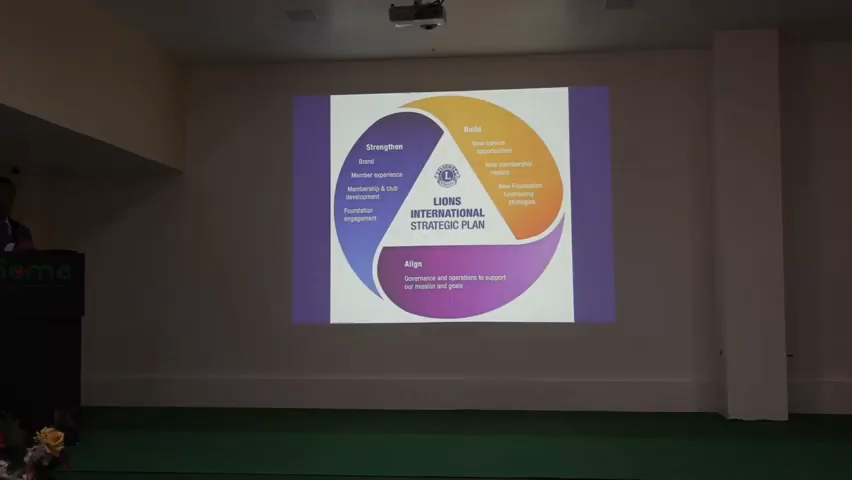 Strengthen
Brand
Member experience
Membership & club
development
Foundation
engagement
Build
New service
opportunities
New membership
models
New Foundation
fundraising
strategies
LIONS
INTERNATIONAL
STRATEGIC PLAN
Align
Governance and operations to support
our mission and goals